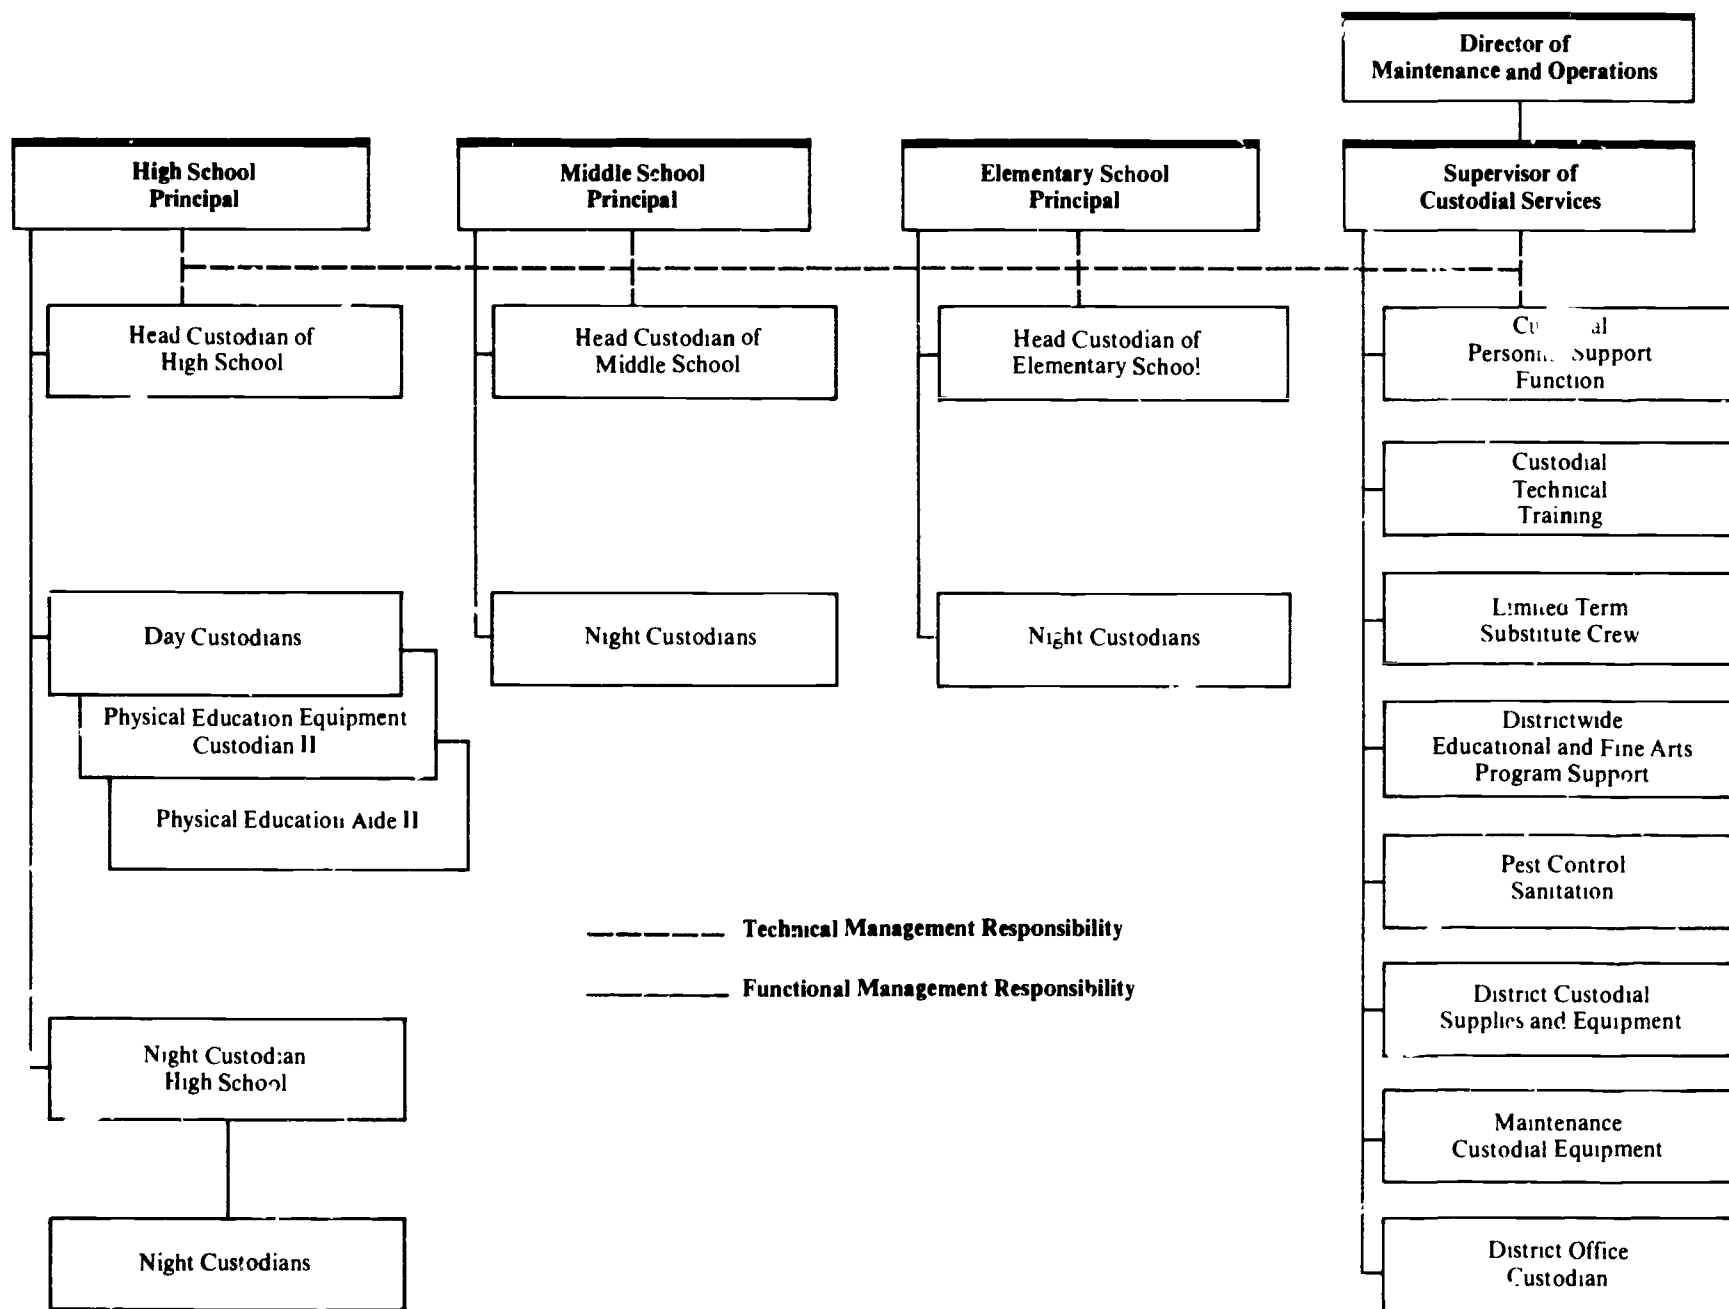 Director of
Maintenance and Operations
High School
Principal
Middle School
Principal
Elementary School
Principal
Supervisor of
Custodial Services
Head Custodian of
High School
Head Custodian of
Middle School
Head Custodian of
Elementary School
Support
Function
Custodial
Technical
Training
Day Custodians
Night Custodians
Night Custodians
Limited Term
Substitute Crew
Physical Education Equipment
Custodian II
Physical Education Aide II
Districtwide
Educational and Fine Arts
Program Support
Pest Control
Sanitation
Technical Management Responsibility
Functional Management Responsibility
District Custodial
Supplies and Equipment
Night Custodian
High School
Maintenance
Custodial Equipment
Night Custodians
District Office
Custodian